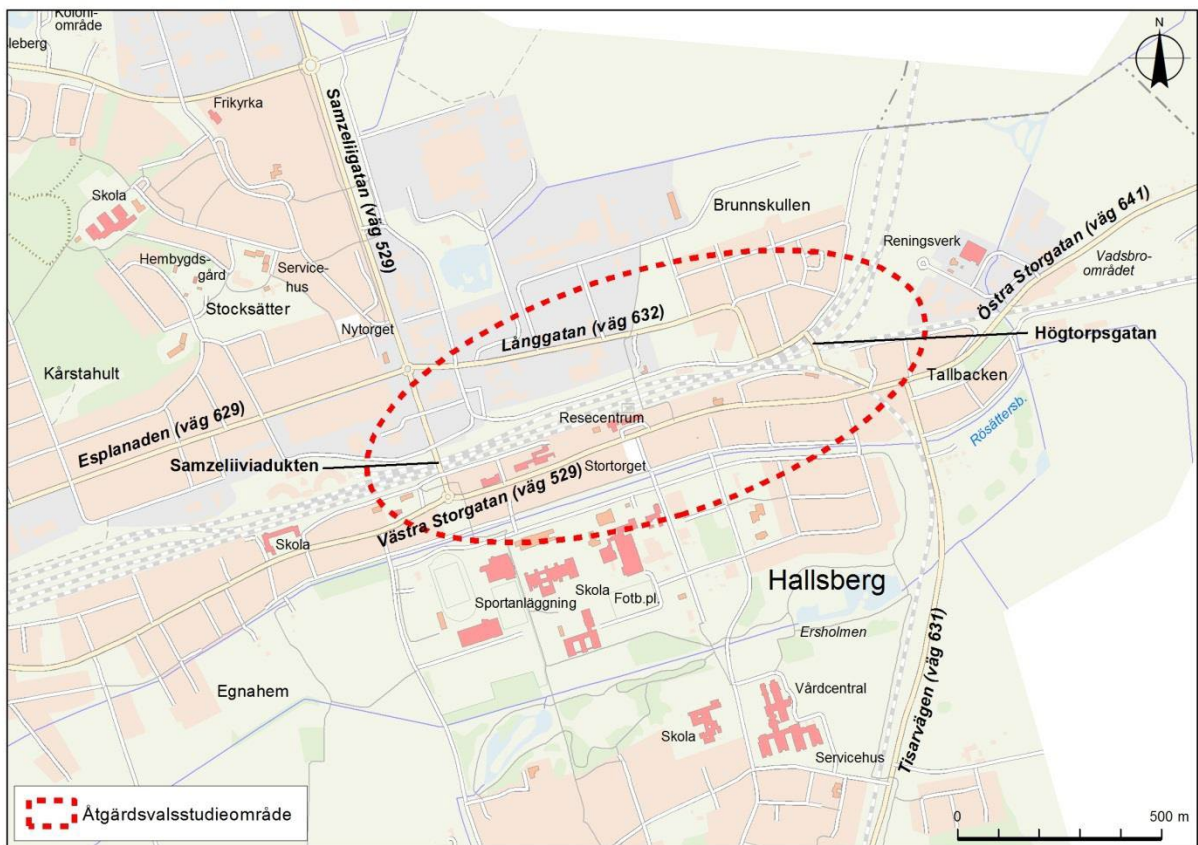 Koloni-
område
leberg
N
Frikyrka
Samzeliigatan (väg 529)
Skola
Brunnskullen
Reningsverk
Östra Storgatan (väg 641)
Vadsbro-
området
Hembygds-
gård
Service-
hus
Stocksätter
Nytorget
Långgatan (väg 632)
Högtorpsgatan
Kårstahult
Tallbacken
Resecentrum
Esplanaden (väg 629)
Rösättersb.
Samzeliiviadukten
Stortorget
Västra Storgatan (väg 529)
Skola
Hallsberg
Skola
Sportanläggning
Fotb.pl.
Ersholmen
Tisarvägen (väg 631)
Egnahem
Vårdcentral
Skola
Servicehus
Åtgärdsvalsstudieområde
0 500 m